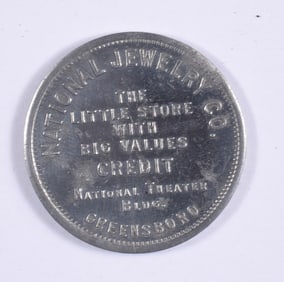 NATIONAL JEWELRY CO.
THE
LITTLE STORE
WITH
BIG VALUES
CREDIT
NATIONAL THEATER
BLDG.
GREENSBORO